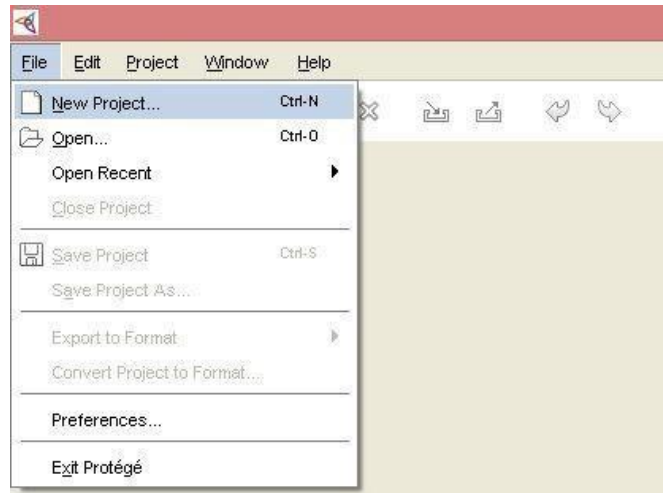 File Edit Project Window Help
New Project... Ctrl-N
Open... Ctrl-O
Open Recent
Close Project
Save Project Ctrl-S
Save Project As...
Export to Format
Convert Project to Format...
Preferences...
Exit Protégé